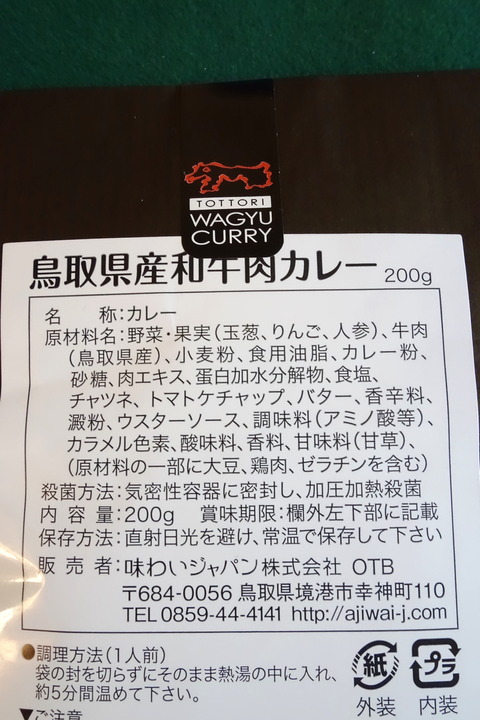 TOTTORI
WAGYU
CURRY
鳥取県産和牛肉カレー 200g
名　称:カレー
原材料名:野菜・果実(玉葱、りんご、人参)、牛肉
(鳥取県産)、小麦粉、食用油脂、カレー粉、
砂糖、肉エキス、蛋白加水分解物、食塩、
チャツネ、トマトケチャップ、バター、香辛料、
澱粉、ウスターソース、調味料(アミノ酸等)、
カラメル色素、酸味料、香料、甘味料(甘草)、
(原材料の一部に大豆、鶏肉、ゼラチンを含む)
殺菌方法:気密性容器に密封し、加圧加熱殺菌
内 容 量:200g　賞味期限:欄外左下部に記載
保存方法:直射日光を避け、常温で保存して下さい
販 売 者:味わいジャパン株式会社 OTB
〒684-0056 鳥取県境港市幸神町110
TEL 0859-44-4141 http://ajiwai-j.com
●調理方法(1人前)
袋の封を切らずにそのまま熱湯の中に入れ、
約5分間温めて下さい。
▼ご注意
紙 プラ
外装 内装